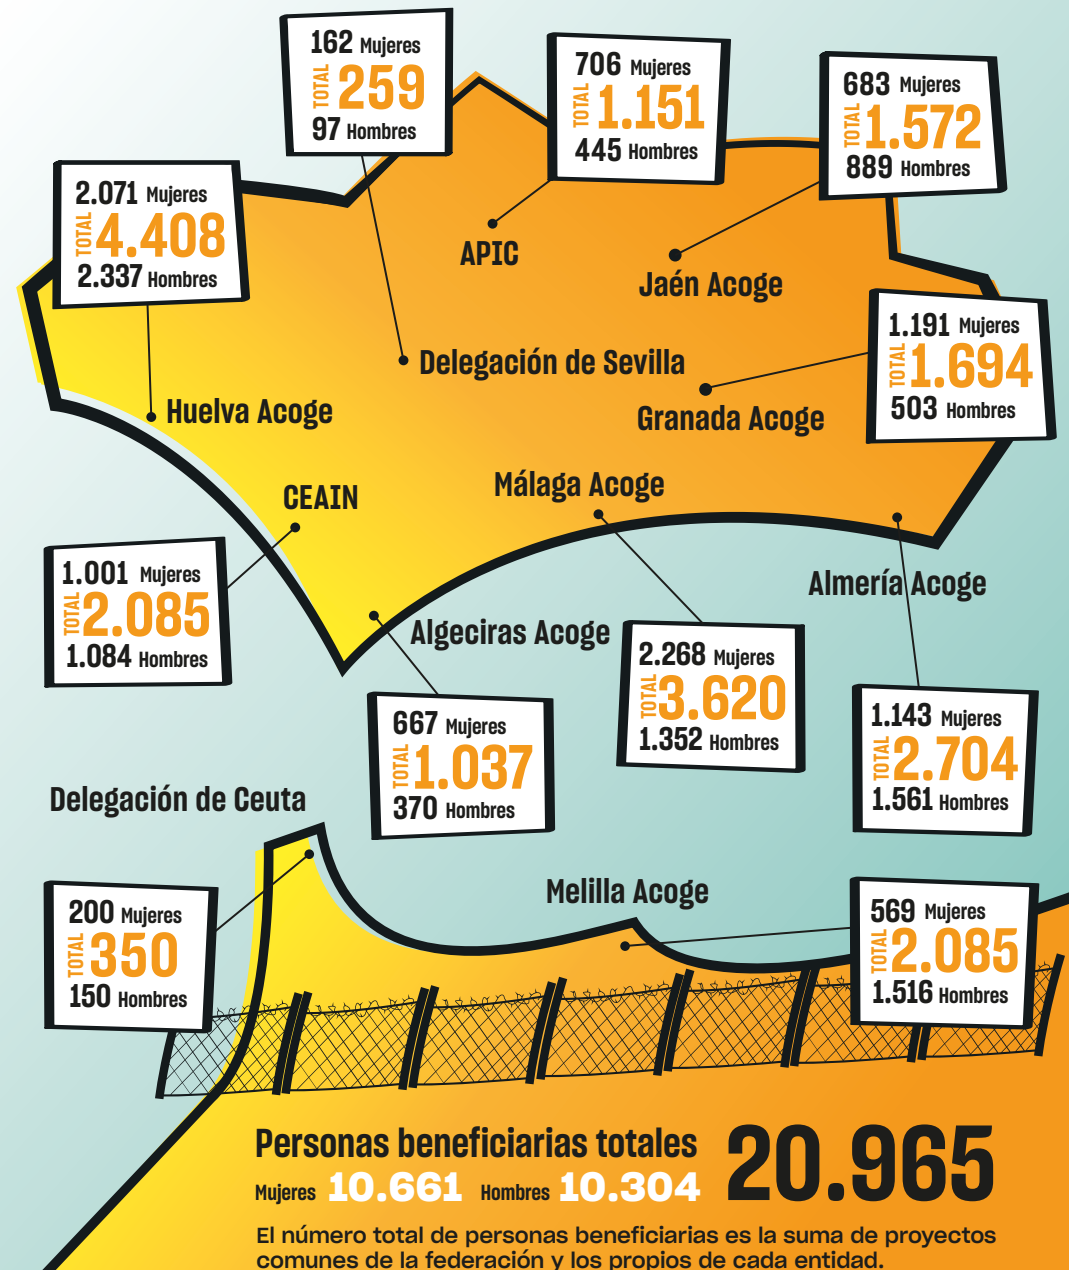 162 Mujeres
TOTAL 259
97 Hombres
706 Mujeres
TOTAL 1.151
445 Hombres
683 Mujeres
TOTAL 1.572
889 Hombres
2.071 Mujeres
TOTAL 4.408
2.337 Hombres
APIC
Jaén Acoge
1.191 Mujeres
TOTAL 1.694
503 Hombres
Delegación de Sevilla
Huelva Acoge
Granada Acoge
CEAIN
Málaga Acoge
1.001 Mujeres
TOTAL 2.085
1.084 Hombres
Almería Acoge
Algeciras Acoge
2.268 Mujeres
TOTAL 3.620
1.352 Hombres
667 Mujeres
TOTAL 1.037
370 Hombres
1.143 Mujeres
TOTAL 2.704
1.561 Hombres
Delegación de Ceuta
Melilla Acoge
200 Mujeres
TOTAL 350
150 Hombres
569 Mujeres
TOTAL 2.085
1.516 Hombres
Personas beneficiarias totales 20.965
Mujeres 10.661 Hombres 10.304
El número total de personas beneficiarias es la suma de proyectos
comunes de la federación y los propios de cada entidad.